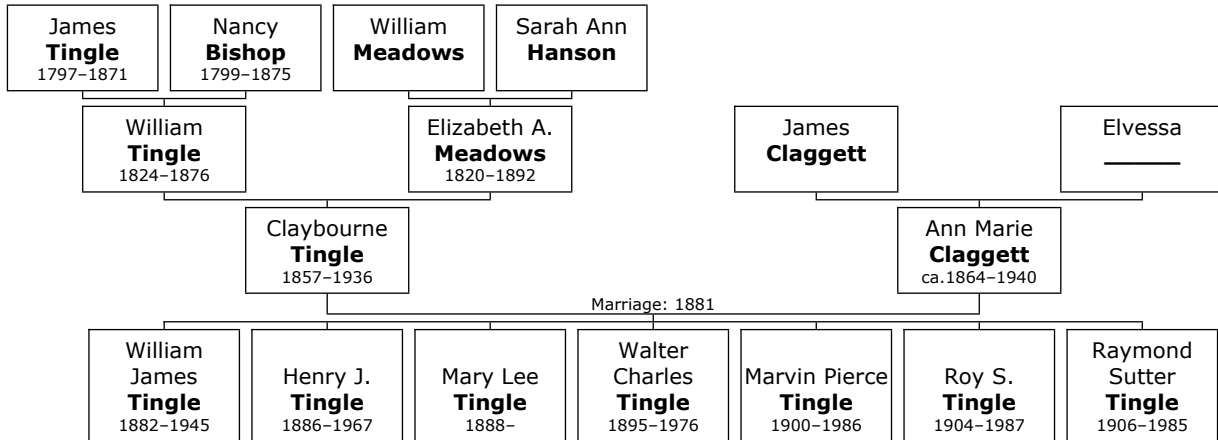 James
Tingle
1797–1871
Nancy
Bishop
1799–1875
William
Meadows
Sarah Ann
Hanson
William
Tingle
1824–1876
Elizabeth A.
Meadows
1820–1892
James
Claggett
Elvessa
______
Claybourne
Tingle
1857–1936
Ann Marie
Claggett
ca.1864–1940
Marriage: 1881
William
James
Tingle
1882–1945
Henry J.
Tingle
1886–1967
Mary Lee
Tingle
1888–
Walter
Charles
Tingle
1895–1976
Marvin Pierce
Tingle
1900–1986
Roy S.
Tingle
1904–1987
Raymond
Sutter
Tingle
1906–1985